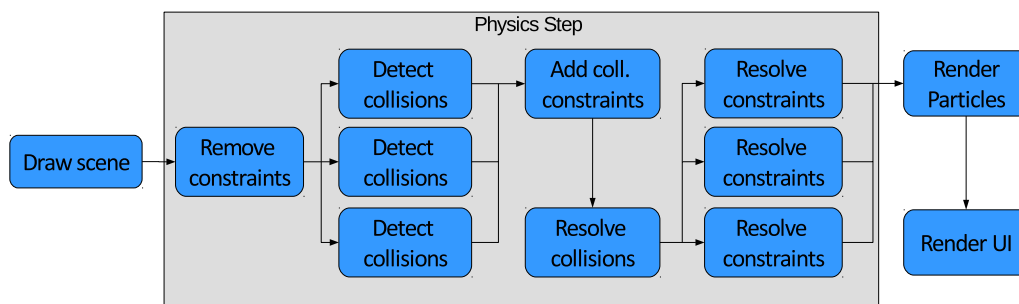 Physics Step
Draw scene
Remove
constraints
Detect
collisions
Detect
collisions
Detect
collisions
Add coll.
constraints
Resolve
collisions
Resolve
constraints
Resolve
constraints
Resolve
constraints
Render
Particles
Render UI